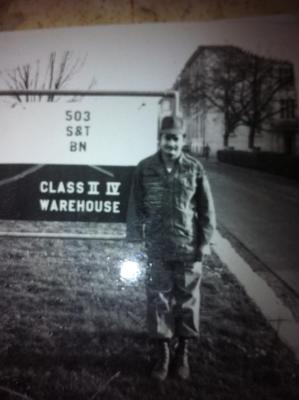 503
S&T
BN
CLASS II IV
WAREHOUSE